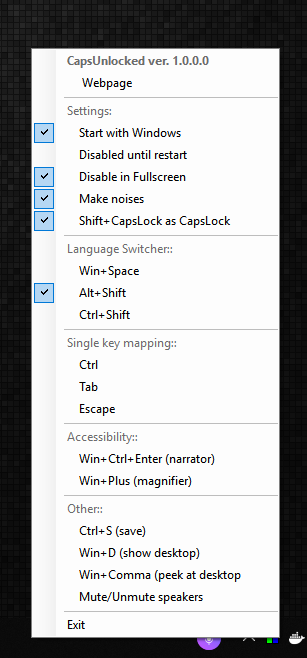 CapsUnlocked ver. 1.0.0.0
Webpage
Settings:
Start with Windows
Disabled until restart
Disable in Fullscreen
Make noises
Shift+CapsLock as CapsLock
Language Switcher::
Win+Space
Alt+Shift
Ctrl+Shift
Single key mapping::
Ctrl
Tab
Escape
Accessibility::
Win+Ctrl+Enter (narrator)
Win+Plus (magnifier)
Other::
Ctrl+S (save)
Win+D (show desktop)
Win+Comma (peek at desktop
Mute/Unmute speakers
Exit